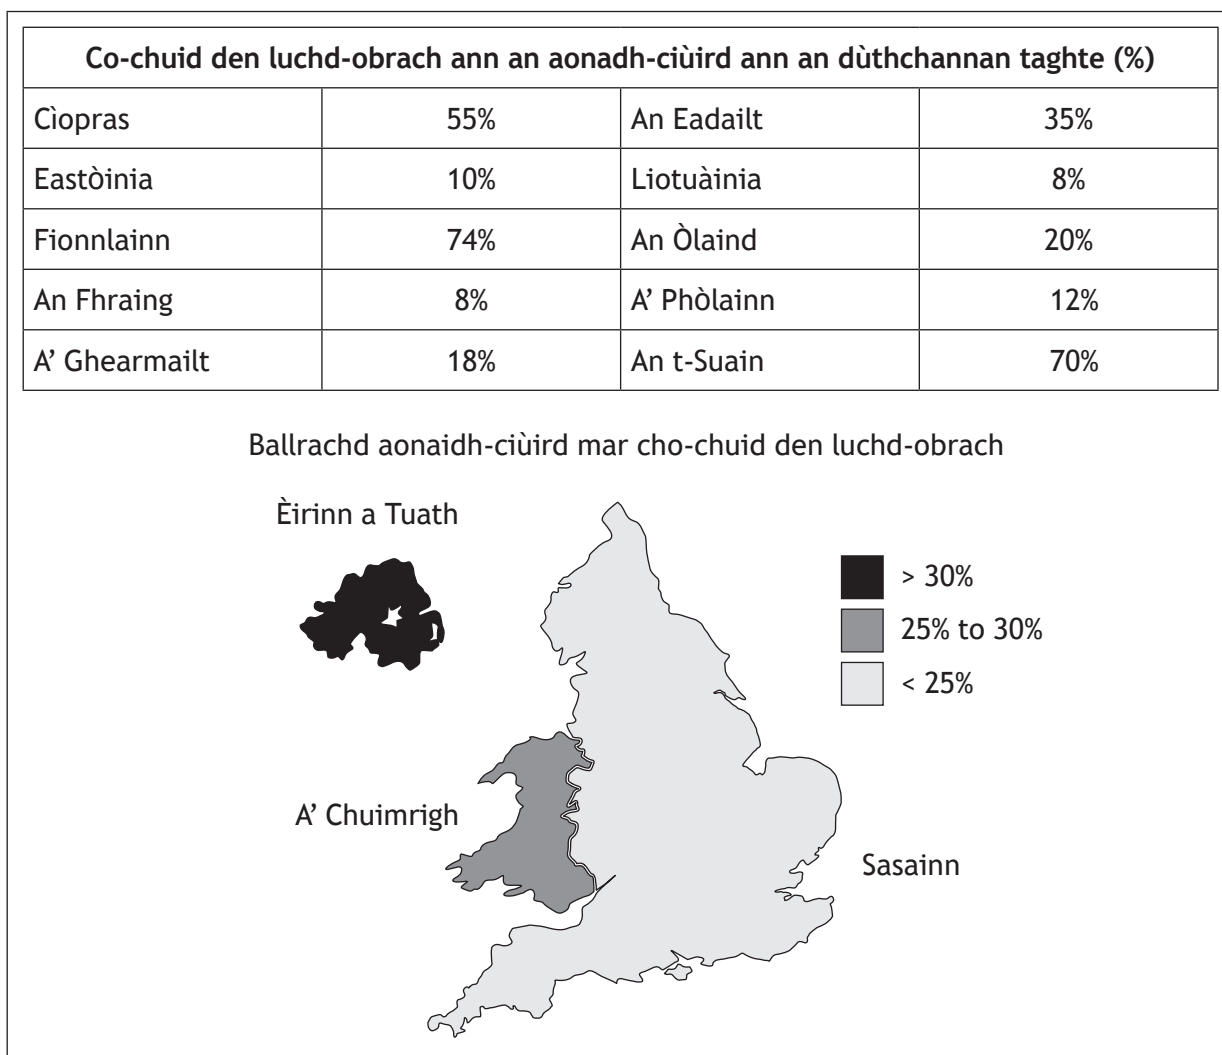 Co-chuid den luchd-obrach ann an aonadh-ciùird ann an dùthchannan taghte (%)
Cìopras 55% An Eadailt 35%
Eastòinia 10% Liotuàinia 8%
Fionnlainn 74% An Òlaind 20%
An Fhraing 8% A' Phòlainn 12%
A' Ghearmailt 18% An t-Suain 70%
Ballrachd aonaidh-ciùird mar cho-chuid den luchd-obrach
Èirinn a Tuath
> 30%
25% to 30%
< 25%
A' Chuimrigh
Sasainn